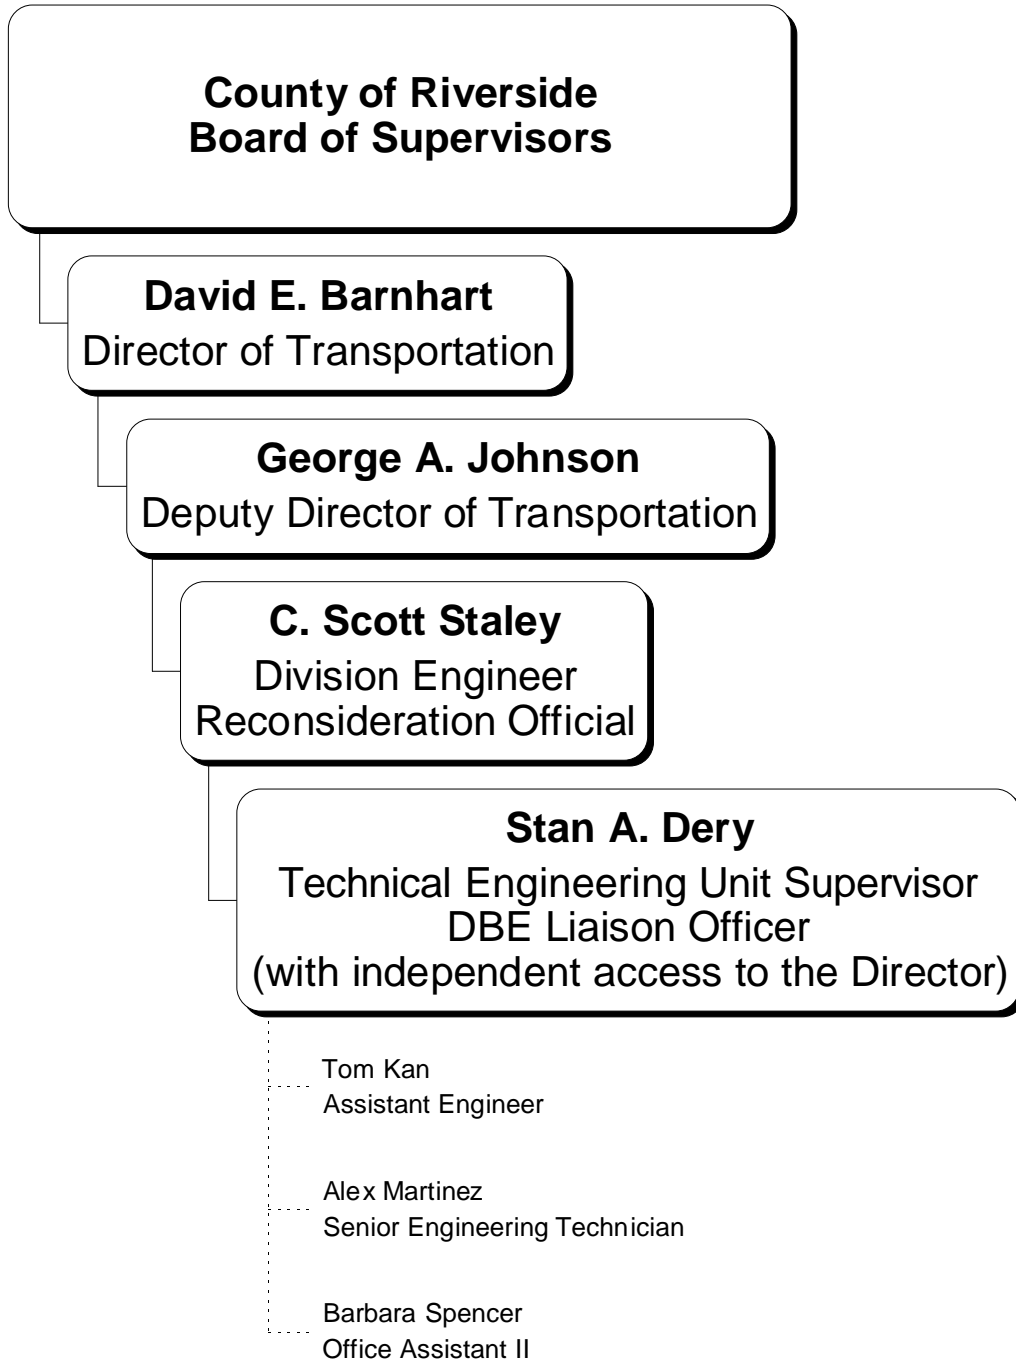 County of Riverside
Board of Supervisors
David E. Barnhart
Director of Transportation
George A. Johnson
Deputy Director of Transportation
C. Scott Staley
Division Engineer
Reconsideration Official
Stan A. Dery
Technical Engineering Unit Supervisor
DBE Liaison Officer
(with independent access to the Director)
Tom Kan
Assistant Engineer
Alex Martinez
Senior Engineering Technician
Barbara Spencer
Office Assistant II